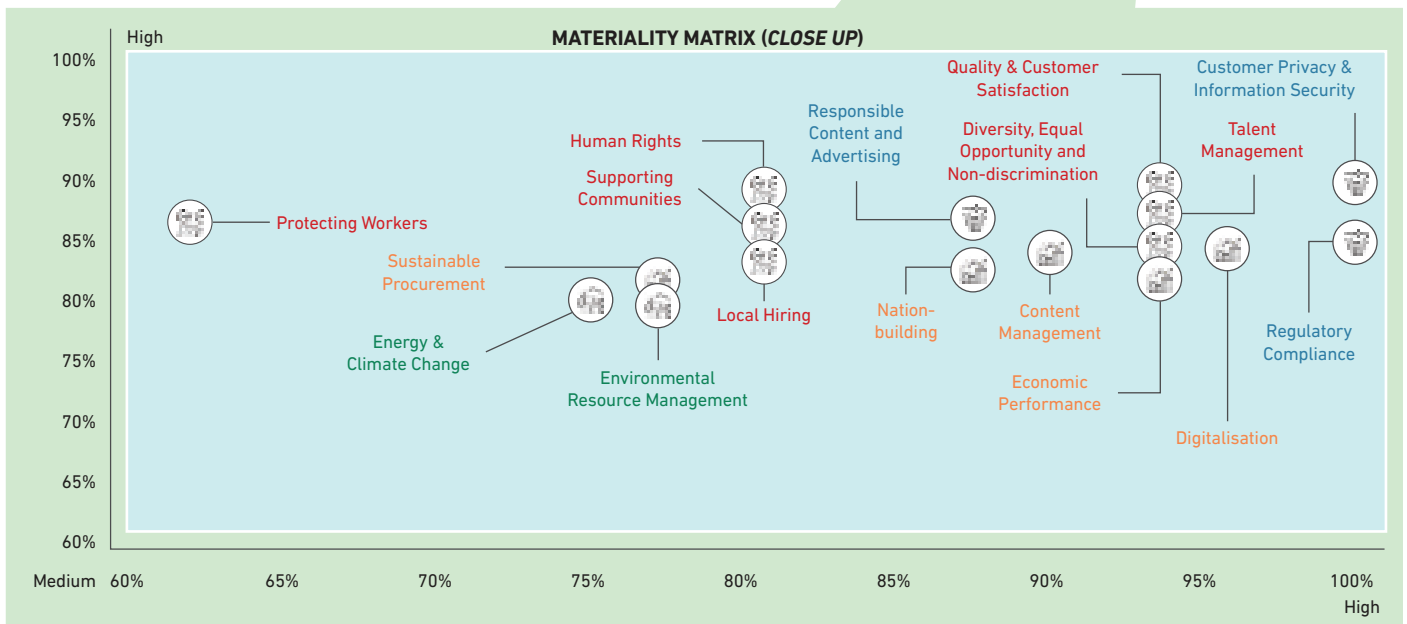 High
MATERIALITY MATRIX (CLOSE UP)
100%
95%
90%
85%
80%
75%
70%
65%
60%
Quality & Customer
Satisfaction
Customer Privacy &
Information Security
Responsible
Content and
Advertising
Diversity, Equal
Opportunity and
Non-discrimination
Talent
Management
Human Rights
Supporting
Communities
Protecting Workers
Sustainable
Procurement
Energy &
Climate Change
Environmental
Resource Management
Local Hiring
Nation-
building
Content
Management
Economic
Performance
Digitalisation
Regulatory
Compliance
Medium 60% 65% 70% 75% 80% 85% 90% 95% 100%
High